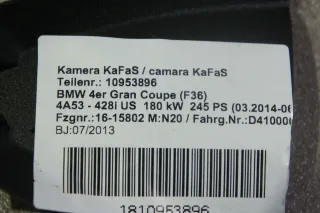 Kamera KaFaS / camara KaFaS
Teilenr.: 10953896
BMW 4er Gran Coupe (F36)
4A53 - 428i US 180 kW 245 PS (03.2014-06
Fzgnr.:16-15802 M:N20 / Fahrg.Nr.:D41000
BJ:07/2013
1810953896